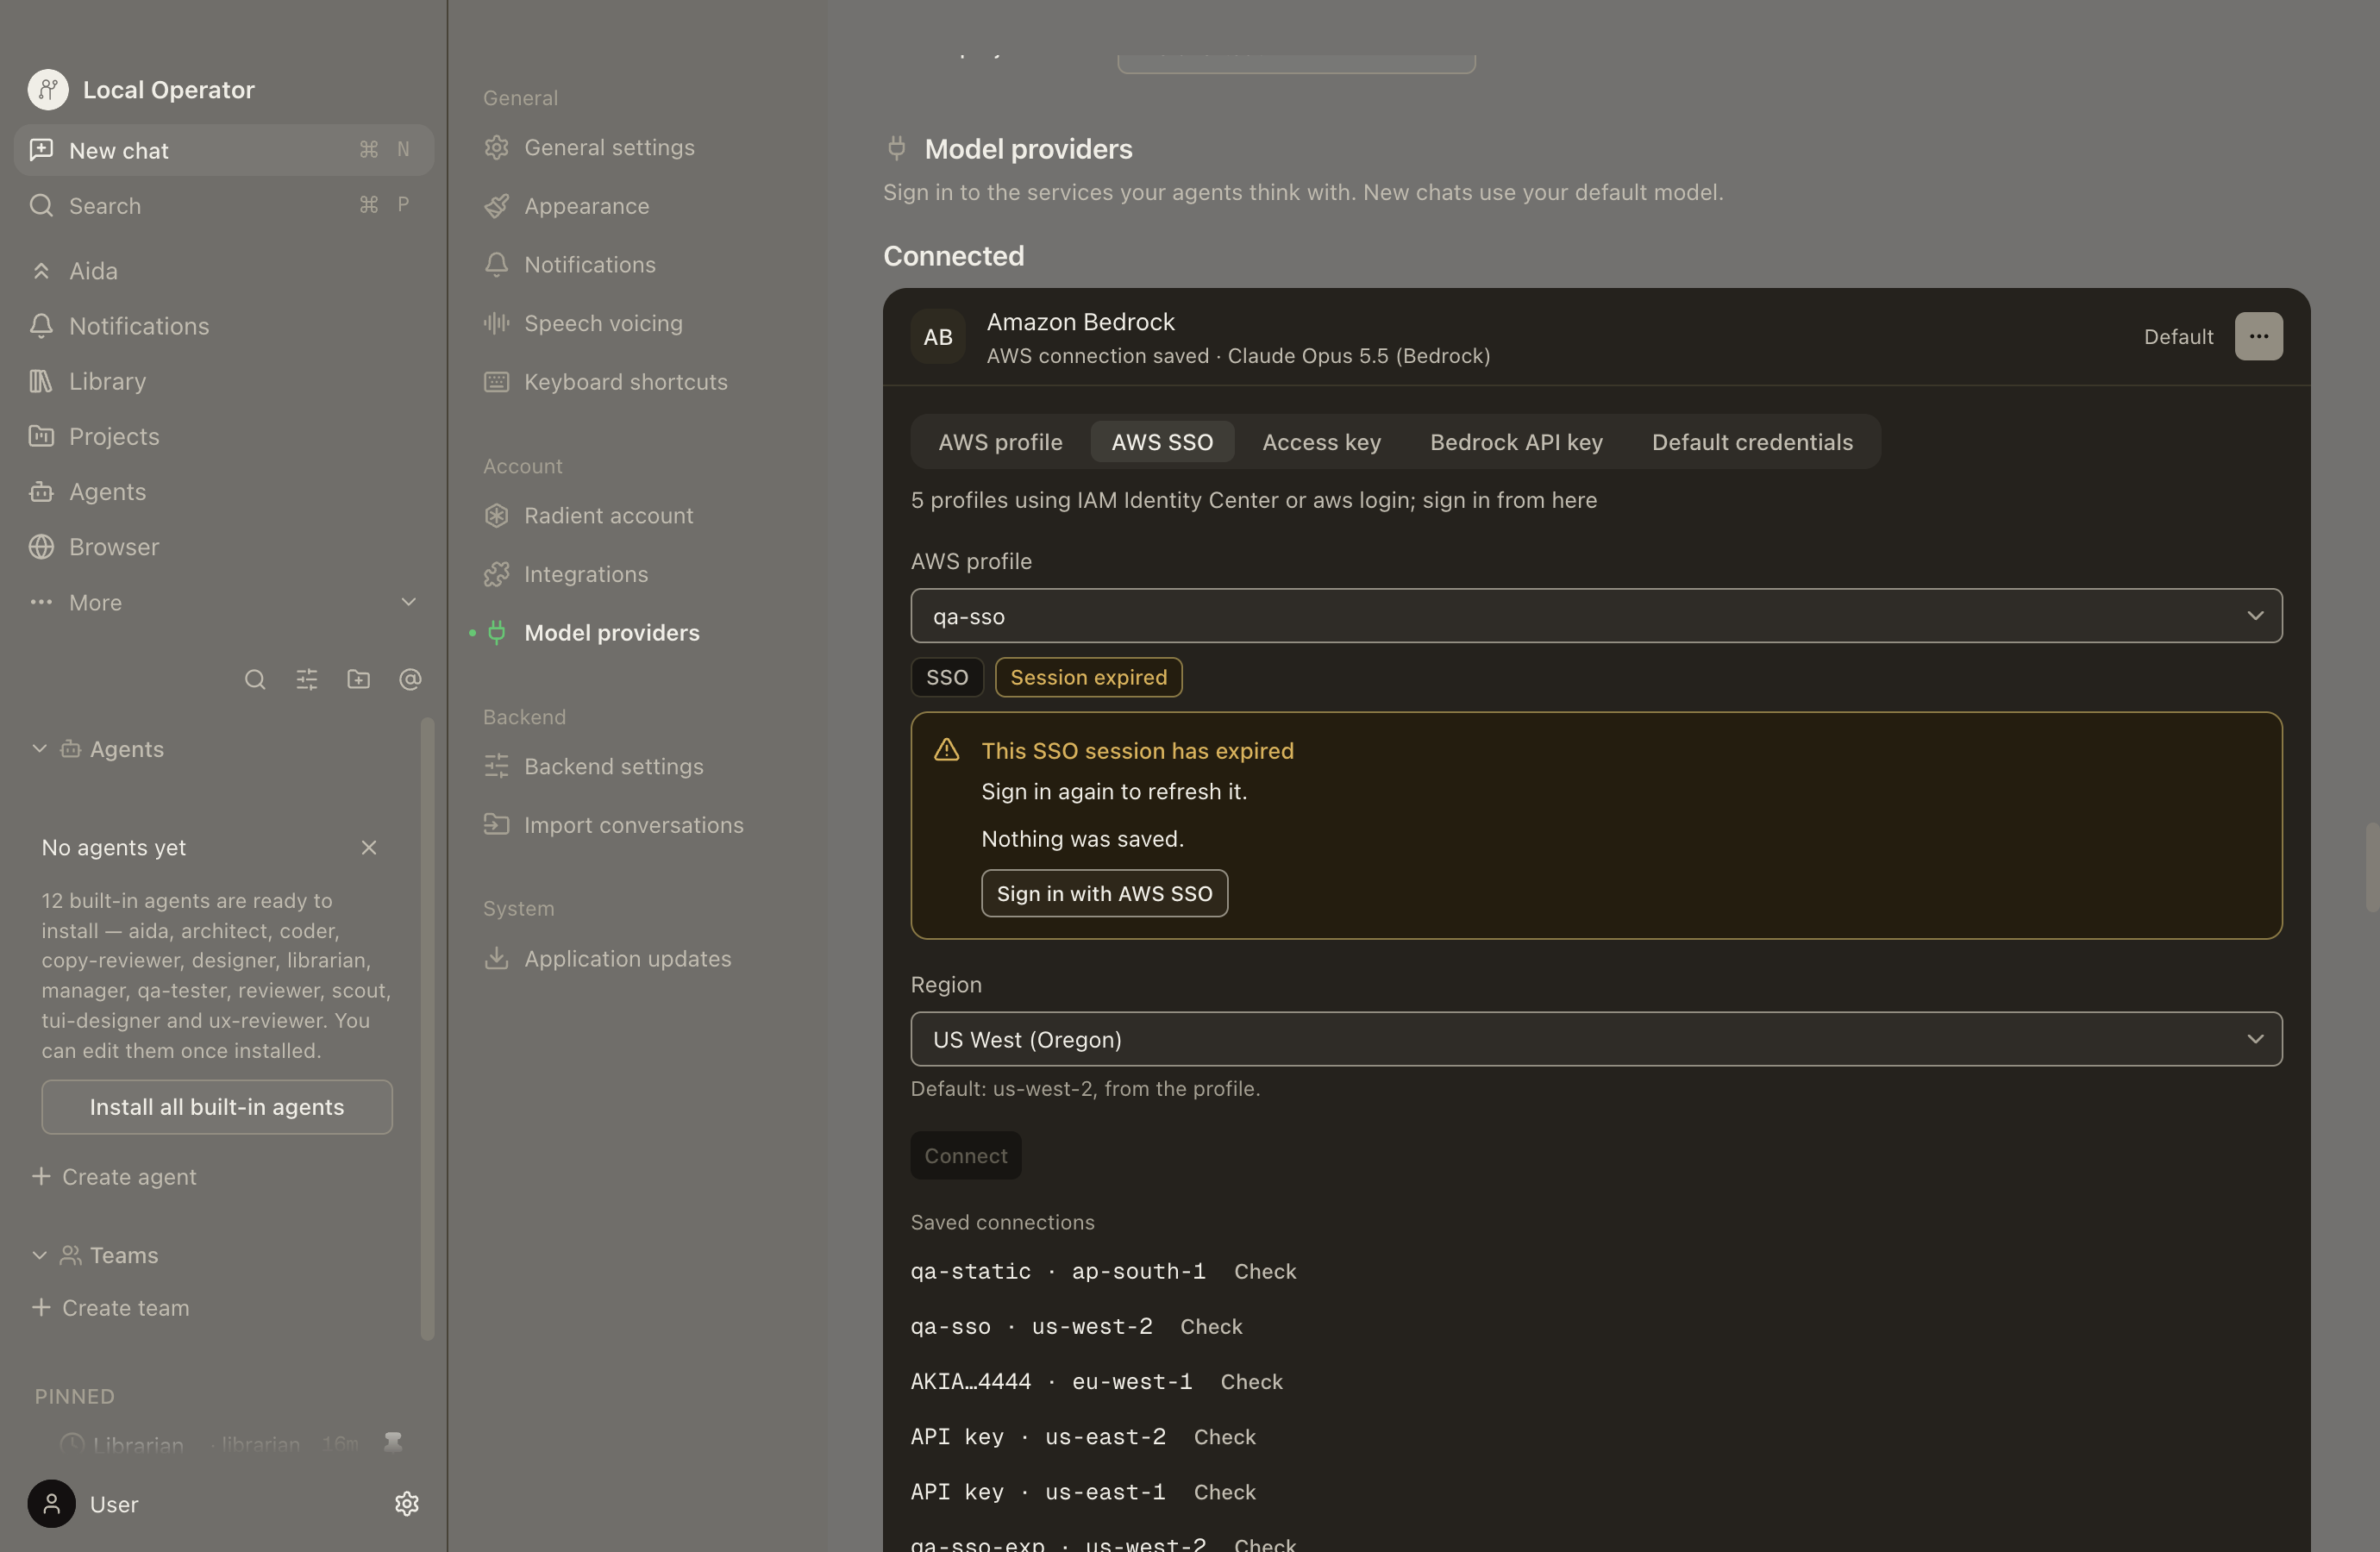 Local Operator
New chat ⌘ N
Search ⌘ P
Aida
Notifications
Library
Projects
Agents
Browser
More
Agents
No agents yet
12 built-in agents are ready to
install — aida, architect, coder,
copy-reviewer, designer, librarian,
manager, qa-tester, reviewer, scout,
tui-designer and ux-reviewer. You
can edit them once installed.
Install all built-in agents
Create agent
Teams
Create team
PINNED
Librarian · librarian 16m
User
General
General settings
Appearance
Notifications
Speech voicing
Keyboard shortcuts
Account
Radient account
Integrations
Model providers
Backend
Backend settings
Import conversations
System
Application updates
Model providers
Sign in to the services your agents think with. New chats use your default model.
Connected
AB
Amazon Bedrock
AWS connection saved · Claude Opus 5.5 (Bedrock)
Default
AWS profile AWS SSO Access key Bedrock API key Default credentials
5 profiles using IAM Identity Center or aws login; sign in from here
AWS profile
qa-sso
SSO Session expired
This SSO session has expired
Sign in again to refresh it.
Nothing was saved.
Sign in with AWS SSO
Region
US West (Oregon)
Default: us-west-2, from the profile.
Connect
Saved connections
qa-static · ap-south-1 Check
qa-sso · us-west-2 Check
AKIA…4444 · eu-west-1 Check
API key · us-east-2 Check
API key · us-east-1 Check
qa-sso-exp · us-west-2 Check